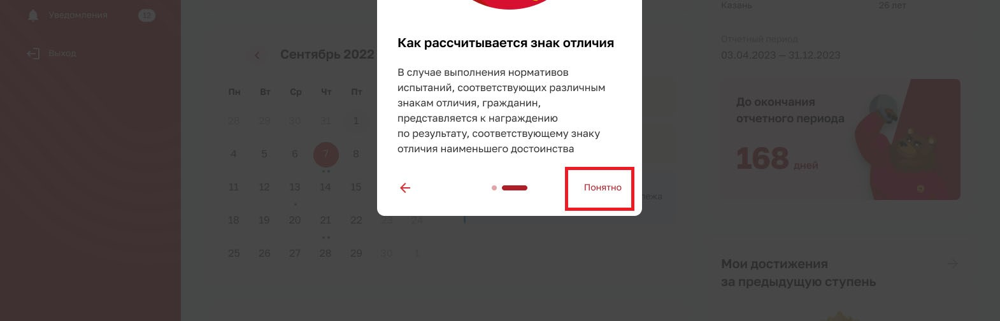 Уведомления
12
Выход
Сентябрь 2022
Пн Вт Ср Чт Пт
28 29 30 31 1
4 5 6 7 8
11 12 13 14 15
18 19 20 21 22 23 24
25 26 27 28 29 30 1
Как рассчитывается знак отличия
В случае выполнения нормативов
испытаний, соответствующих различным
знакам отличия, гражданин,
представляется к награждению
по результату, соответствующему знаку
отличия наименьшего достоинства
Понятно
Казань
26 лет
Отчетный период
03.04.2023 — 31.12.2023
До окончания
отчетного периода
168 дней
Мои достижения
за предыдущую ступень